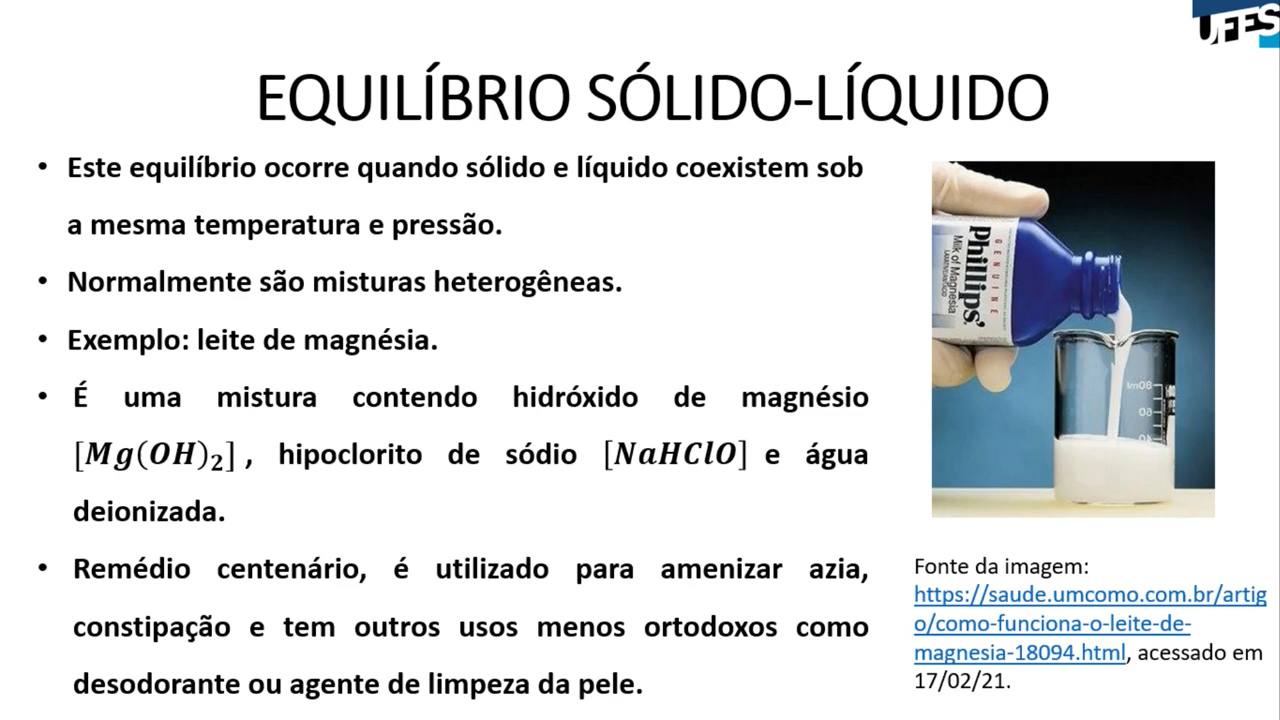 UFES
EQUILÍBRIO SÓLIDO-LÍQUIDO
• Este equilíbrio ocorre quando sólido e líquido coexistem sob
a mesma temperatura e pressão.
• Normalmente são misturas heterogêneas.
• Exemplo: leite de magnésia.
• É uma mistura contendo hidróxido de magnésio
[Mg(OH)₂] , hipoclorito de sódio [NaHClO] e água
deionizada.
• Remédio centenário, é utilizado para amenizar azia,
constipação e tem outros usos menos ortodoxos como
desodorante ou agente de limpeza da pele.
GENUINE
Phillips'
Milk of Magnesia
80ml
60
40
Fonte da imagem:
https://saude.umcomo.com.br/artig
o/como-funciona-o-leite-de-
magnesia-18094.html, acessado em
17/02/21.